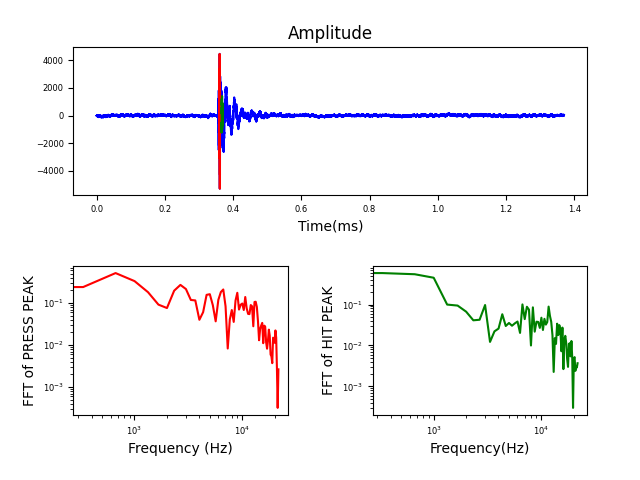 Amplitude
4000
2000
0
−2000
−4000
0.0 0.2 0.4 0.6 0.8 1.0 1.2 1.4
Time(ms)
FFT of PRESS PEAK
10⁻¹
10⁻²
10⁻³
10³ 10⁴
Frequency (Hz)
FFT of HIT PEAK
10⁻¹
10⁻²
10⁻³
10³ 10⁴
Frequency(Hz)